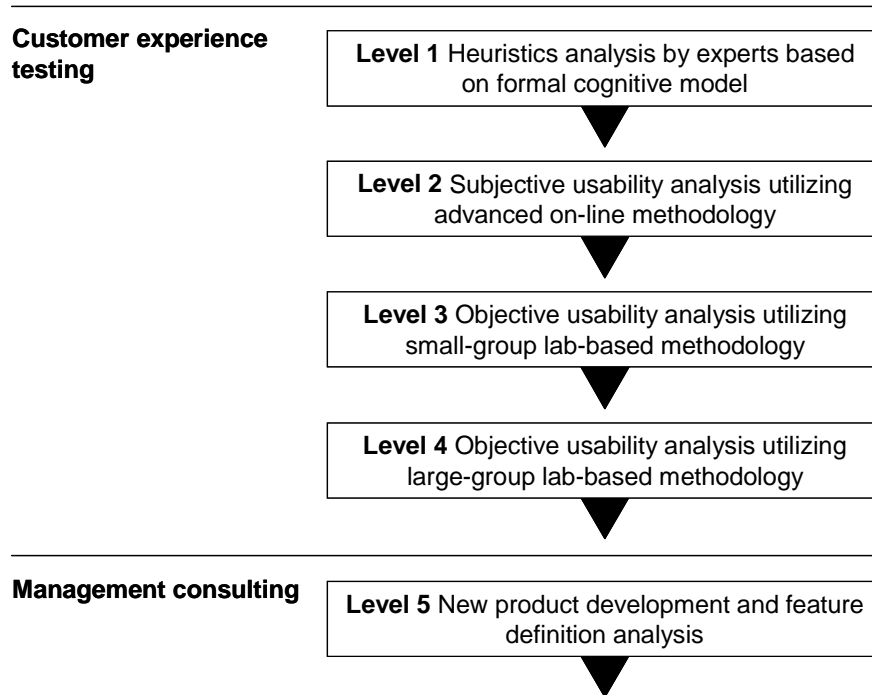 Customer experience
testing
Level 1 Heuristics analysis by experts based
on formal cognitive model
Level 2 Subjective usability analysis utilizing
advanced on-line methodology
Level 3 Objective usability analysis utilizing
small-group lab-based methodology
Level 4 Objective usability analysis utilizing
large-group lab-based methodology
Management consulting
Level 5 New product development and feature
definition analysis